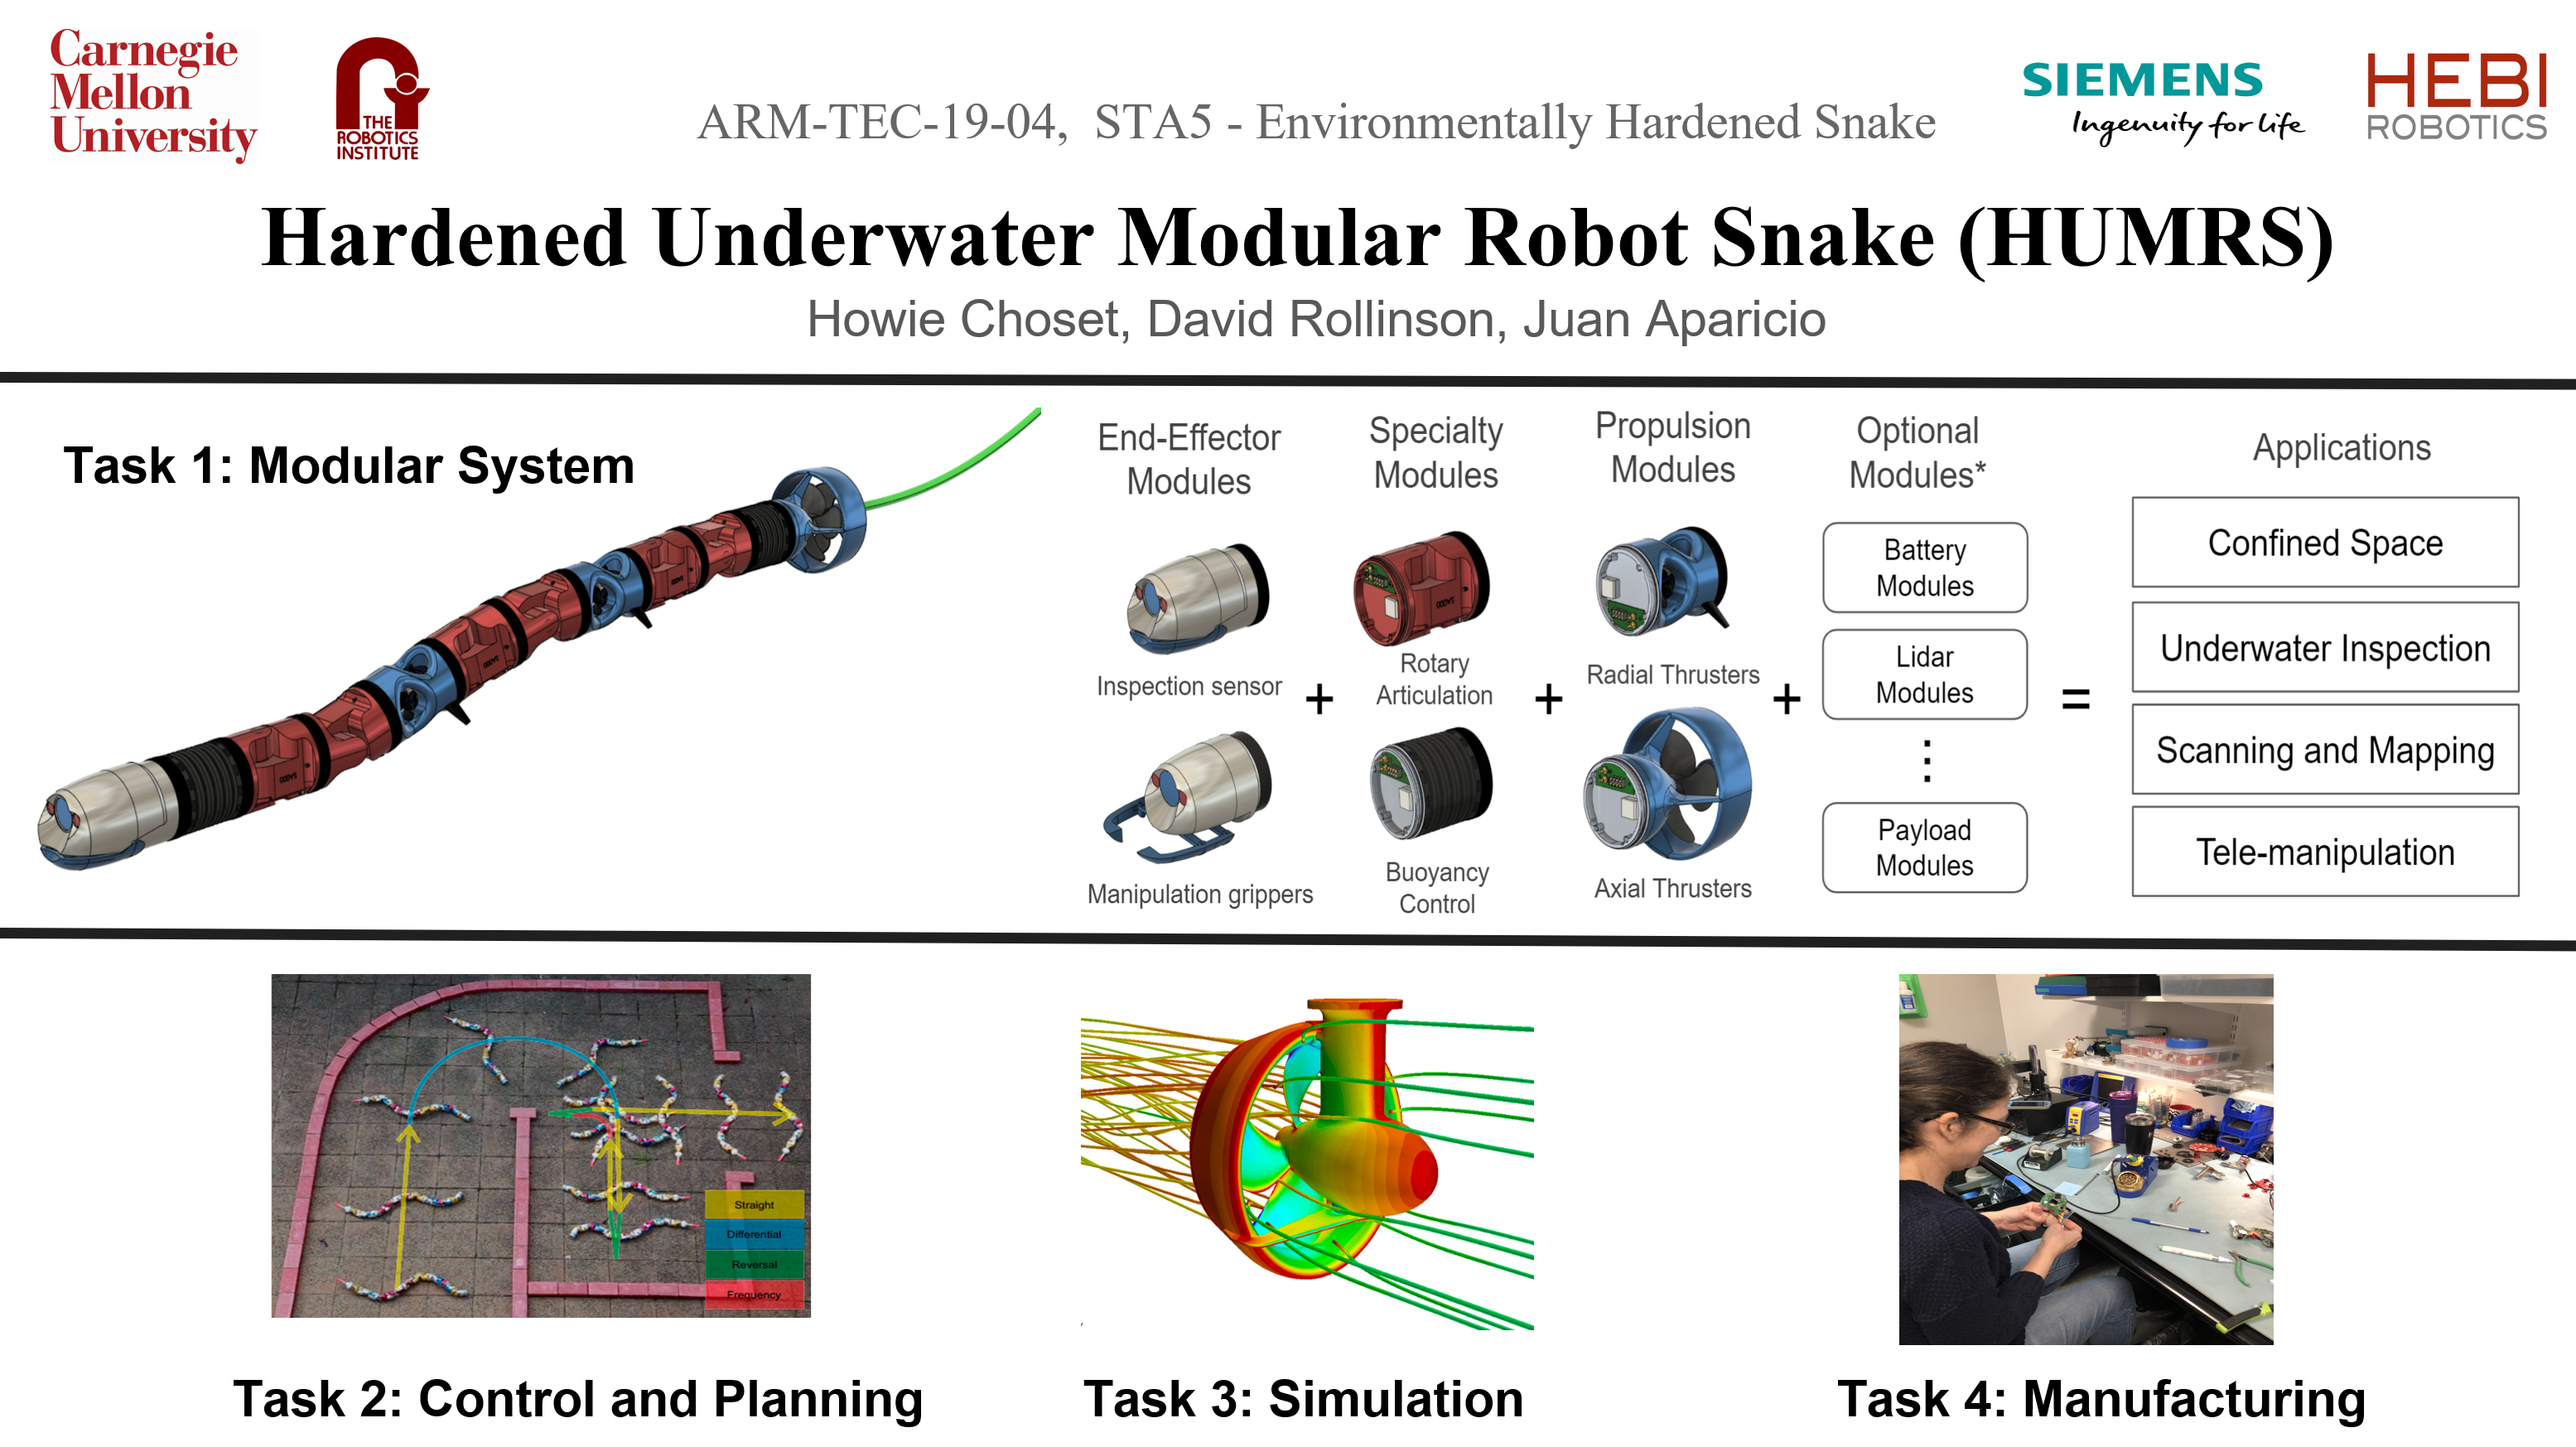 Carnegie
Mellon
University
THE
ROBOTICS
INSTITUTE
ARM-TEC-19-04, STA5 - Environmentally Hardened Snake
SIEMENS
Ingenuity for life
HEBI
ROBOTICS
Hardened Underwater Modular Robot Snake (HUMRS)
Howie Choset, David Rollinson, Juan Aparicio
Task 1: Modular System
End-Effector
Modules
Inspection sensor
Manipulation grippers
+
Specialty
Modules
Rotary
Articulation
Buoyancy
Control
+
Propulsion
Modules
Radial Thrusters
Axial Thrusters
+
Optional
Modules*
Battery
Modules
Lidar
Modules
⋮
Payload
Modules
=
Applications
Confined Space
Underwater Inspection
Scanning and Mapping
Tele-manipulation
Straight
Differential
Reversal
Frequency
Task 2: Control and Planning
Task 3: Simulation
Task 4: Manufacturing